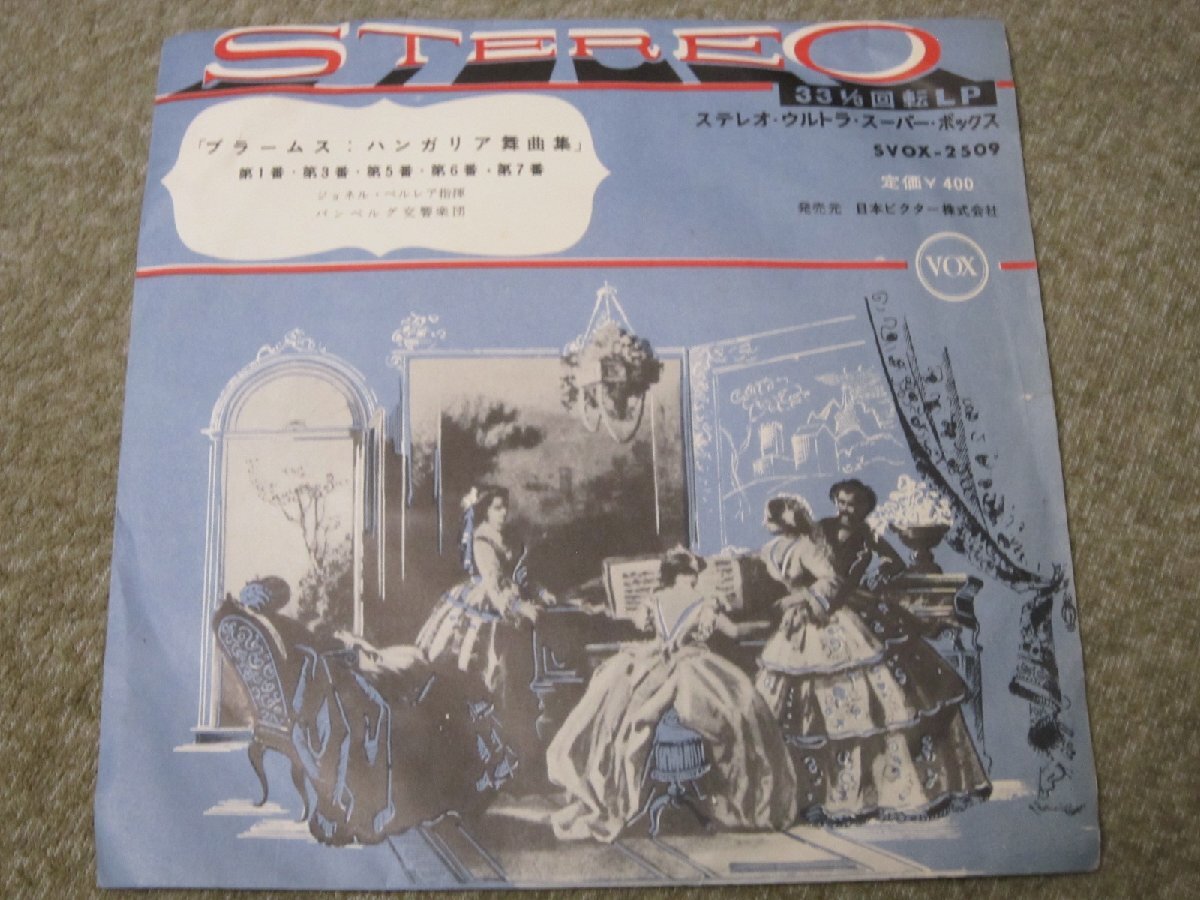 STEREO
33 1/3 回転 LP
ステレオ・ウルトラ・スーパー・ボックス
SVOX-2509
定価￥400
発売元 日本ビクター株式会社
「ブラームス：ハンガリア舞曲集」
第1番・第3番・第5番・第6番・第7番
ジョネル・ペルレア指揮
バンベルグ交響楽団
VOX